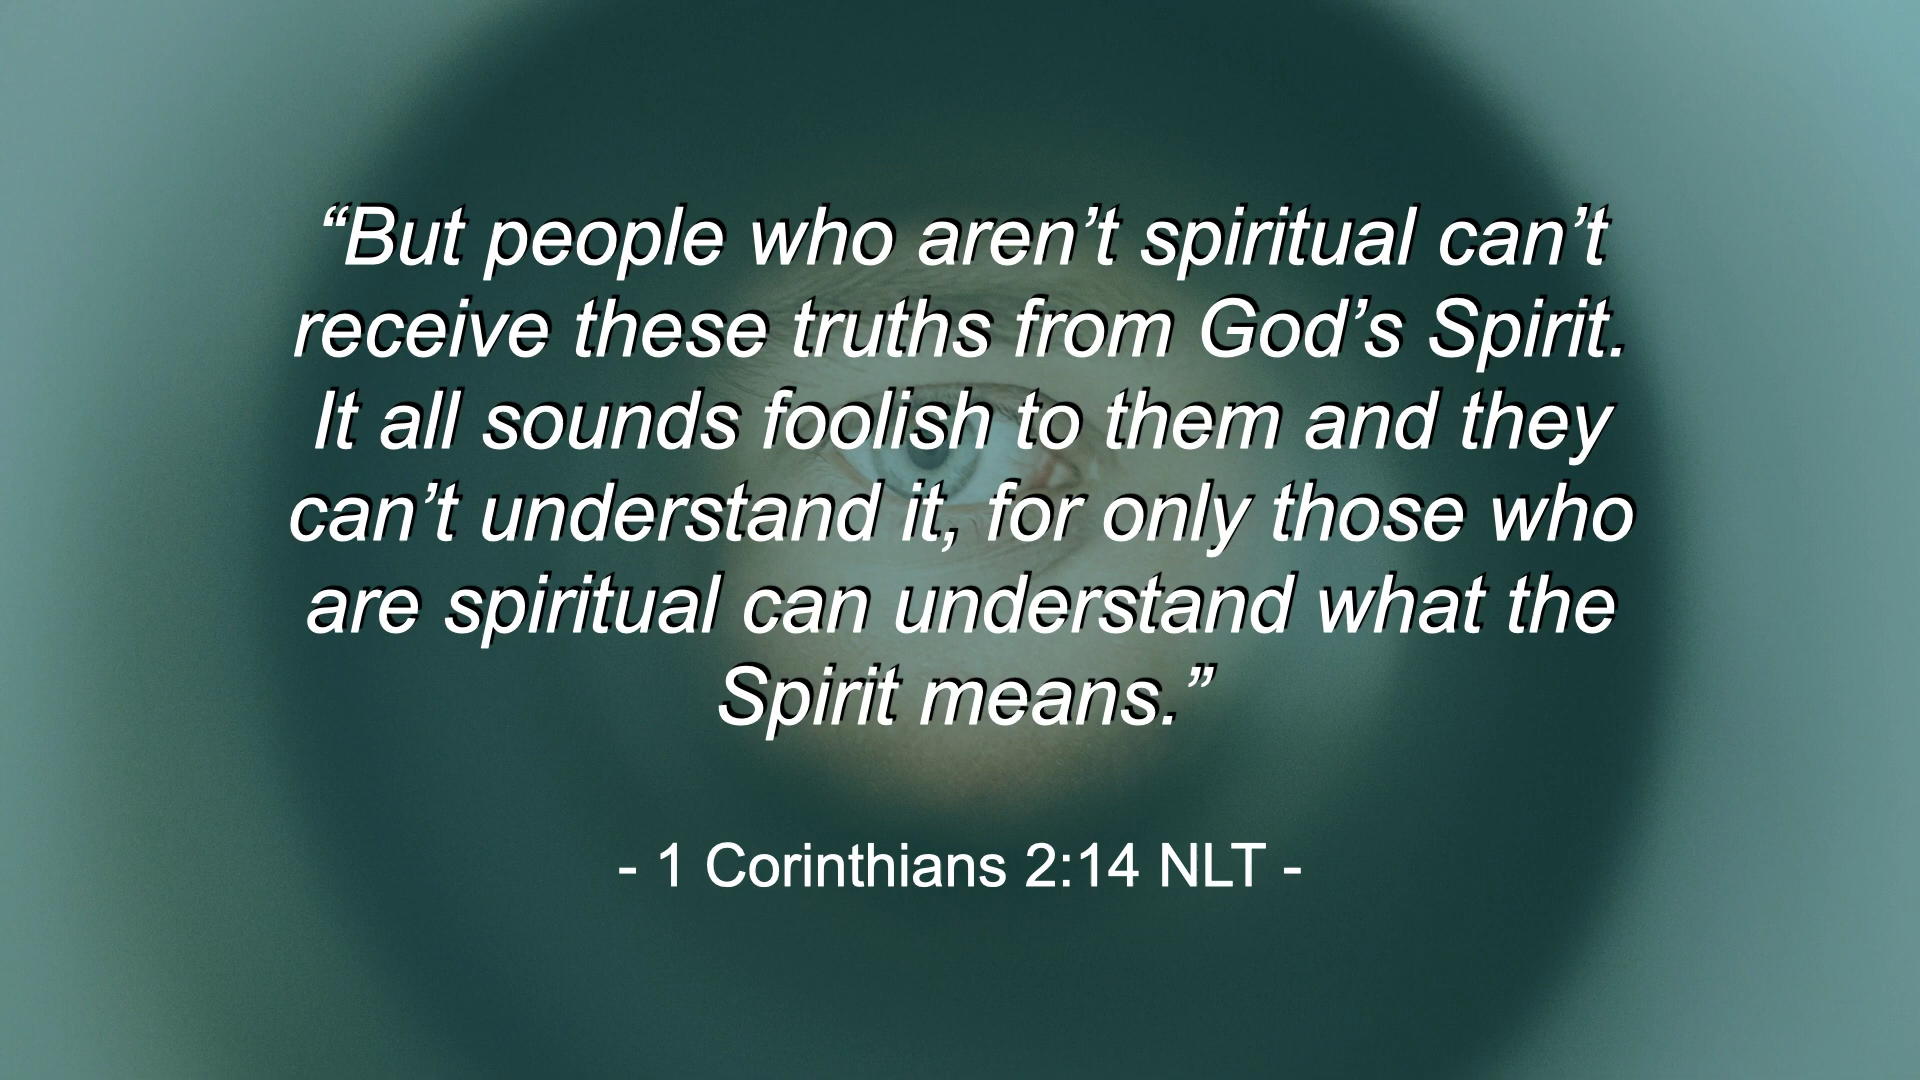 “But people who aren’t spiritual can’t
receive these truths from God’s Spirit.
It all sounds foolish to them and they
can’t understand it, for only those who
are spiritual can understand what the
Spirit means.”
- 1 Corinthians 2:14 NLT -